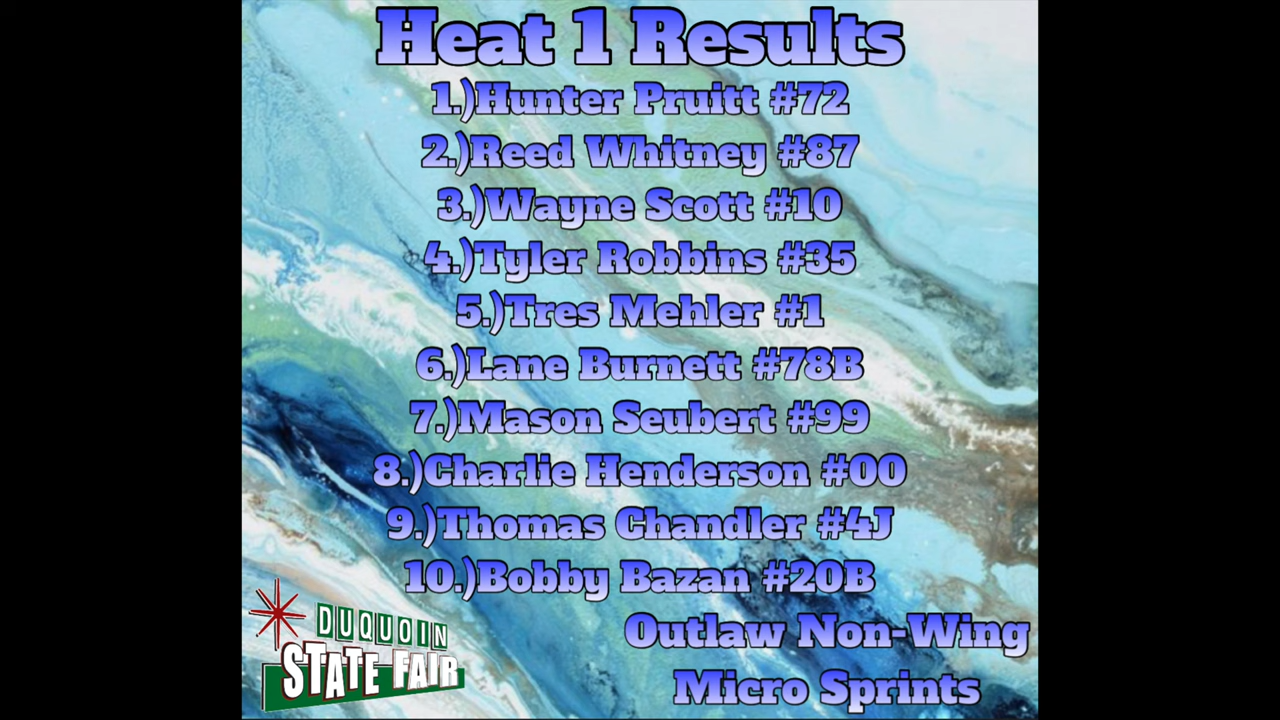 Heat 1 Results
1.)Hunter Pruitt #72
2.)Reed Whitney #87
3.)Wayne Scott #10
4.)Tyler Robbins #35
5.)Tres Mehler #1
6.)Lane Burnett #78B
7.)Mason Seubert #99
8.)Charlie Henderson #00
9.)Thomas Chandler #4J
10.)Bobby Bazan #20B
Outlaw Non-Wing
Micro Sprints
DUQUOIN
STATE FAIR